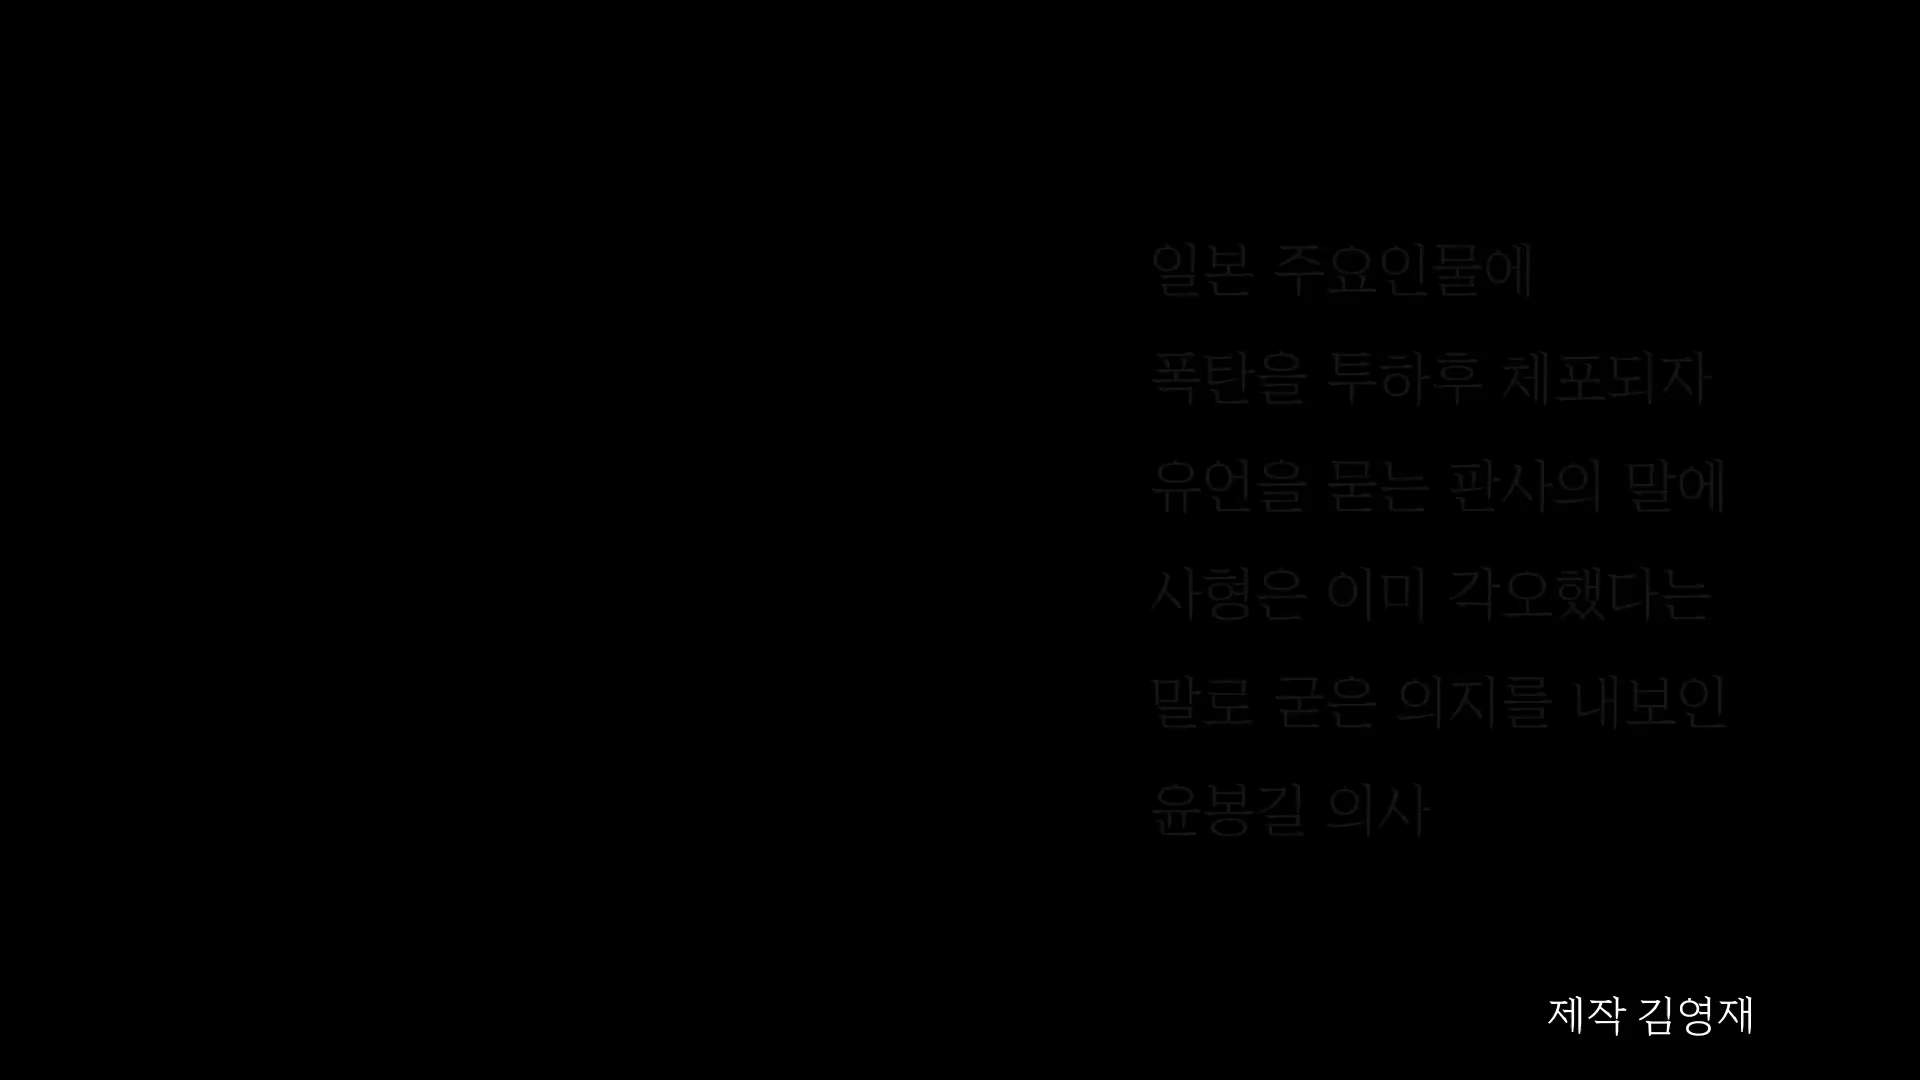 일본 주요인물에
폭탄을 투하후 체포되자
유언을 묻는 판사의 말에
사형은 이미 각오했다는
말로 굳은 의지를 내보인
윤봉길 의사
제작 김영재